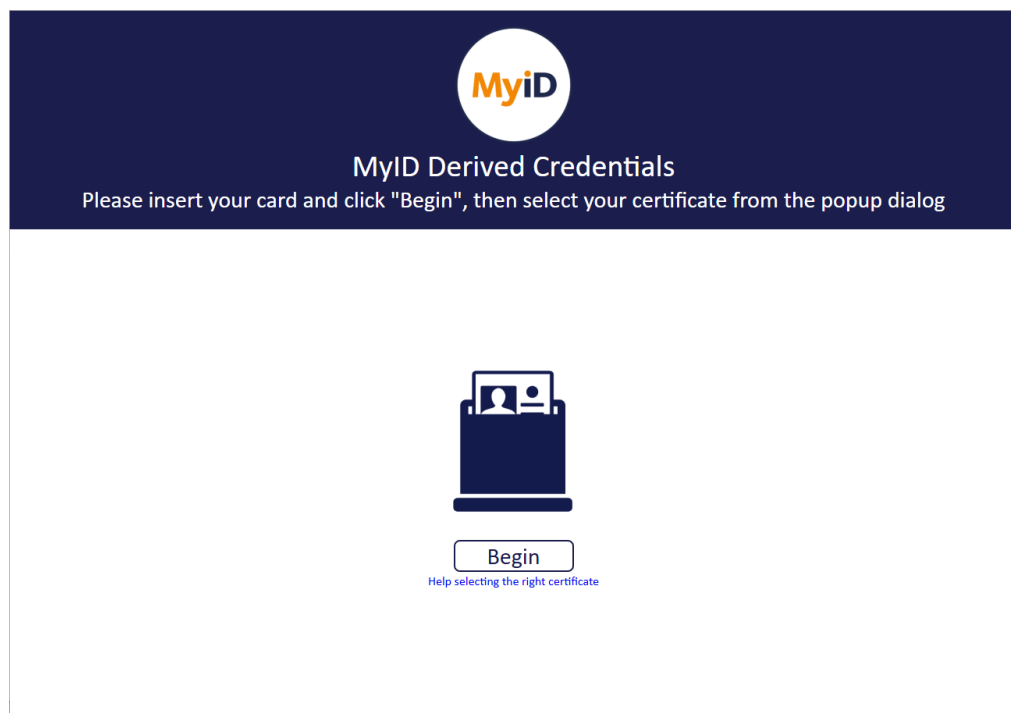 MyiD
MyID Derived Credentials
Please insert your card and click "Begin", then select your certificate from the popup dialog
Begin
Help selecting the right certificate